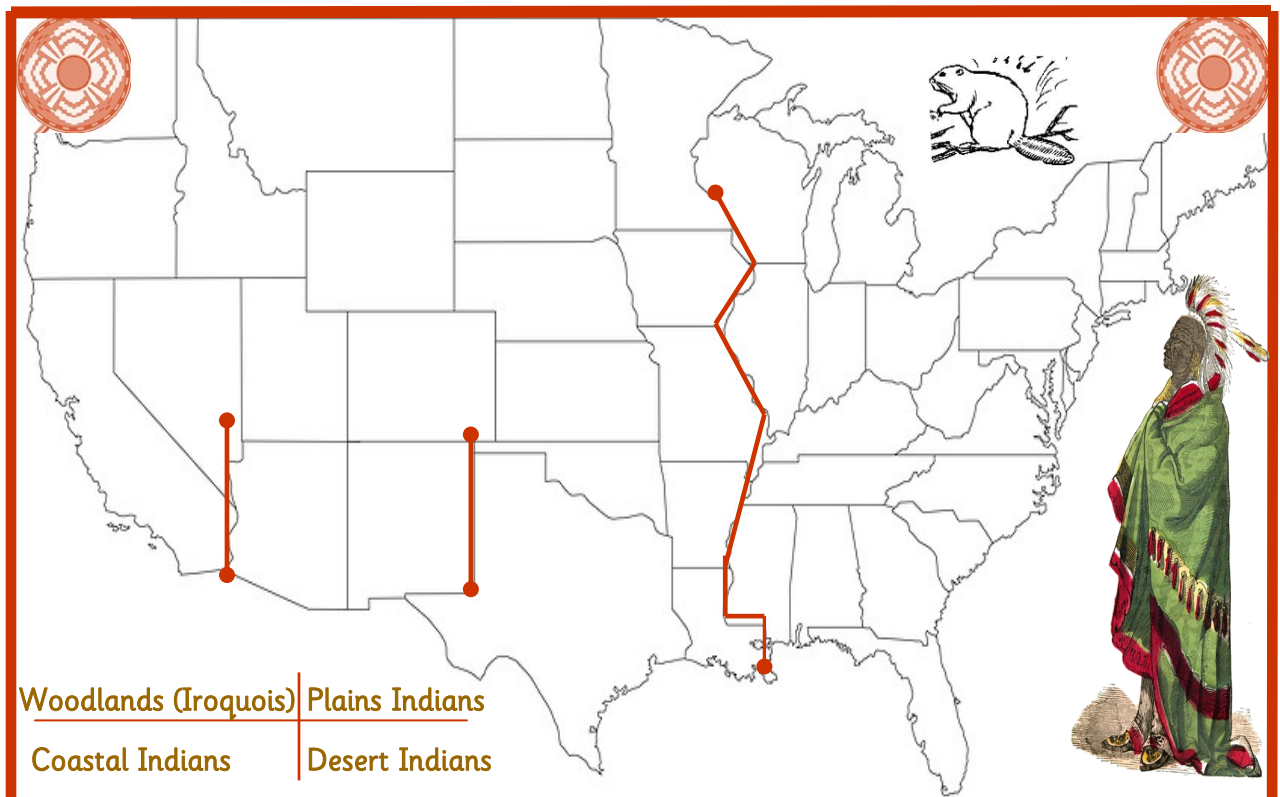 Woodlands (Iroquois)
Plains Indians
Coastal Indians
Desert Indians